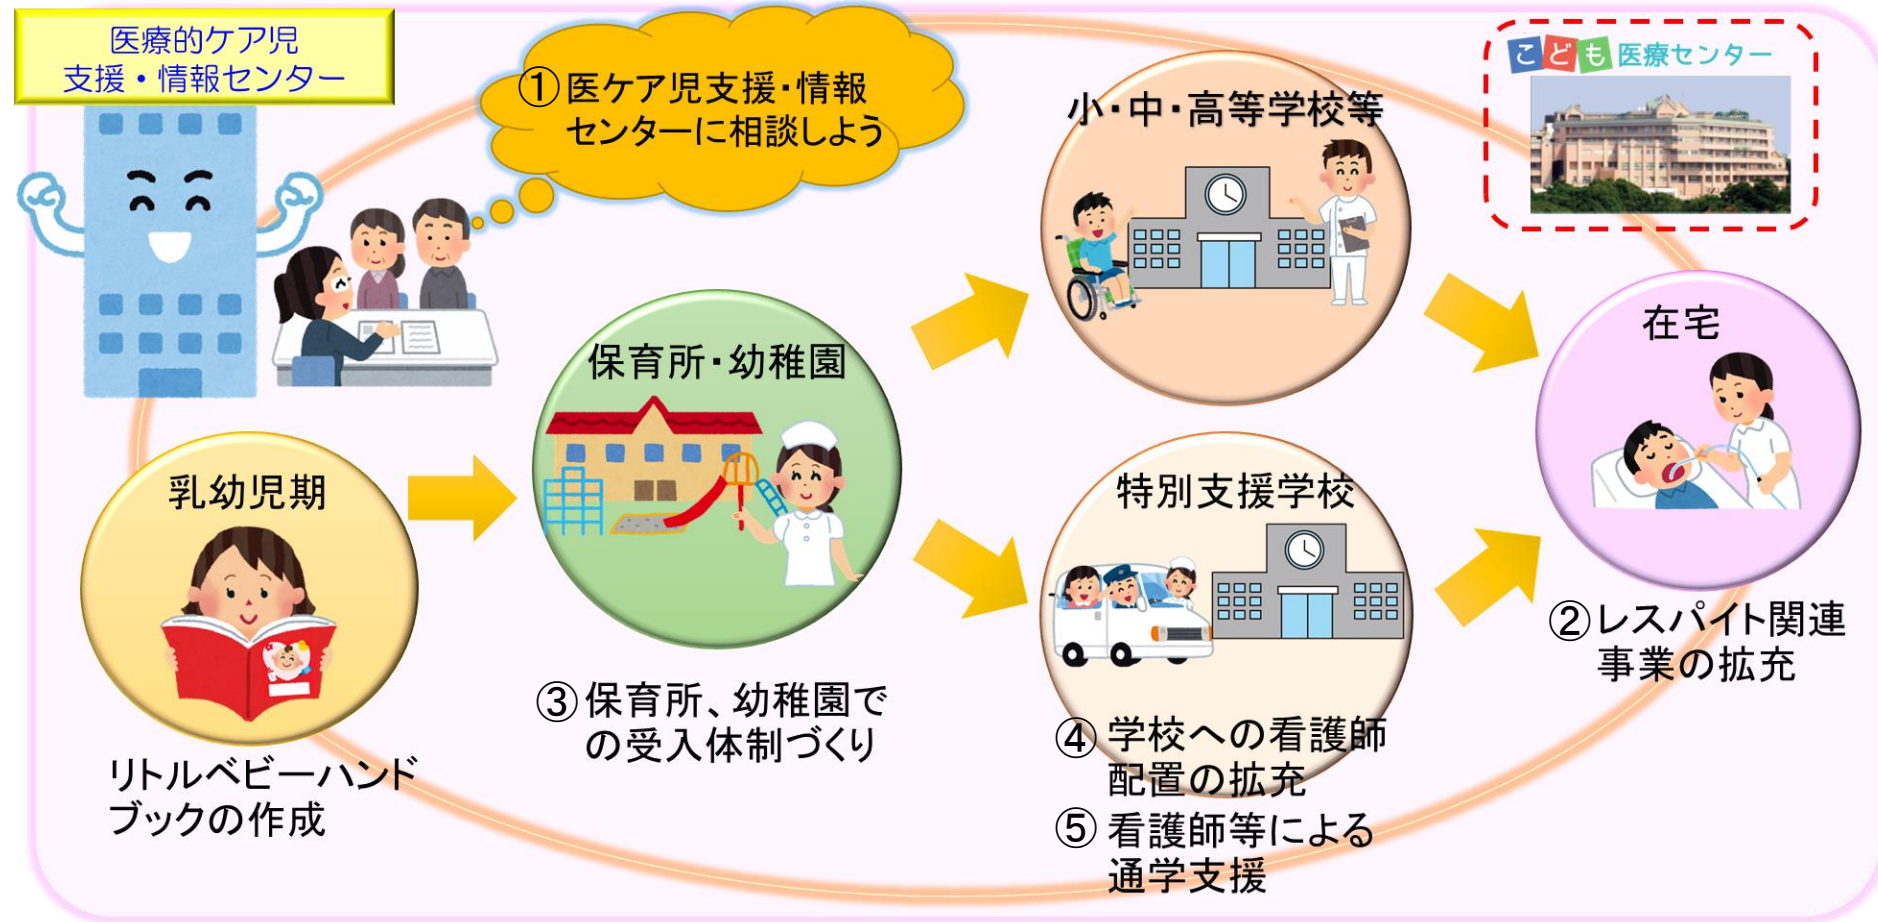 医療的ケア児
支援・情報センター
①医ケア児支援・情報
センターに相談しよう
小・中・高等学校等
こども医療センター
在宅
保育所・幼稚園
乳幼児期
特別支援学校
②レスパイト関連
事業の拡充
③保育所、幼稚園で
の受入体制づくり
④学校への看護師
配置の拡充
⑤看護師等による
通学支援
リトルベビーハンド
ブックの作成